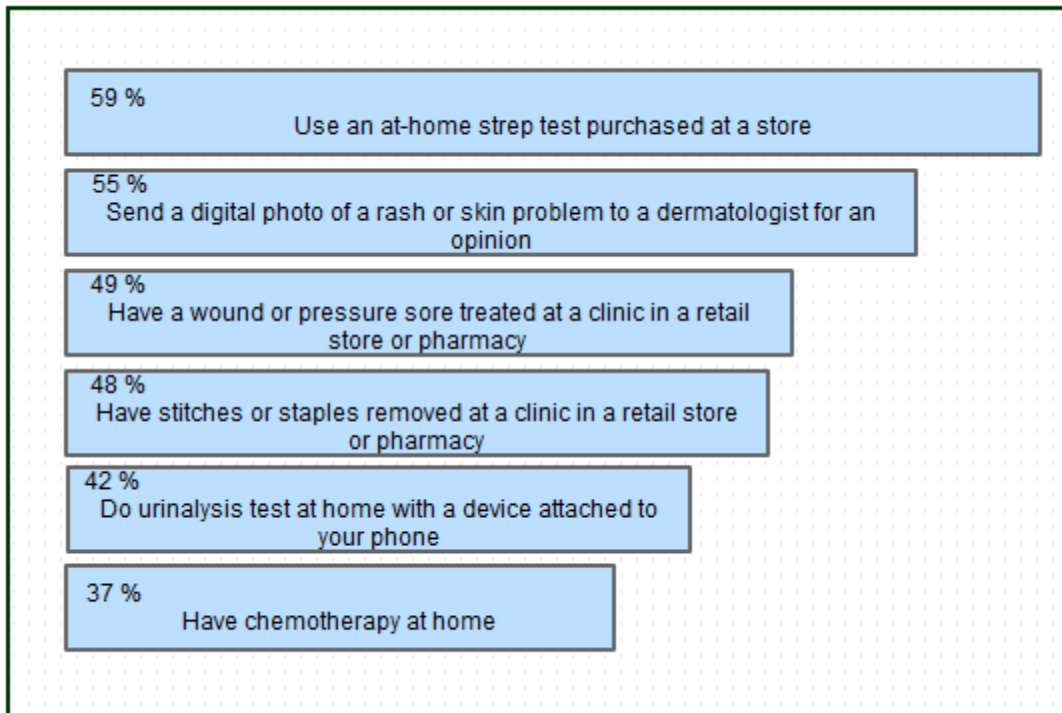 59 %
Use an at-home strep test purchased at a store
55 %
Send a digital photo of a rash or skin problem to a dermatologist for an
opinion
49 %
Have a wound or pressure sore treated at a clinic in a retail
store or pharmacy
48 %
Have stitches or staples removed at a clinic in a retail store
or pharmacy
42 %
Do urinalysis test at home with a device attached to
your phone
37 %
Have chemotherapy at home